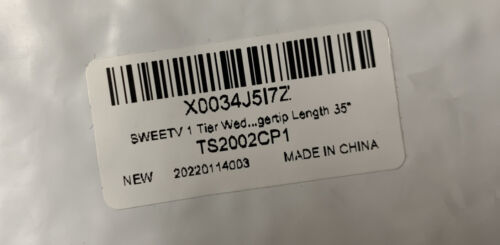 X0034J5I7Z
SWEETV 1 Tier Wed...gertip Length 35"
TS2002CP1
NEW 20220114003 MADE IN CHINA